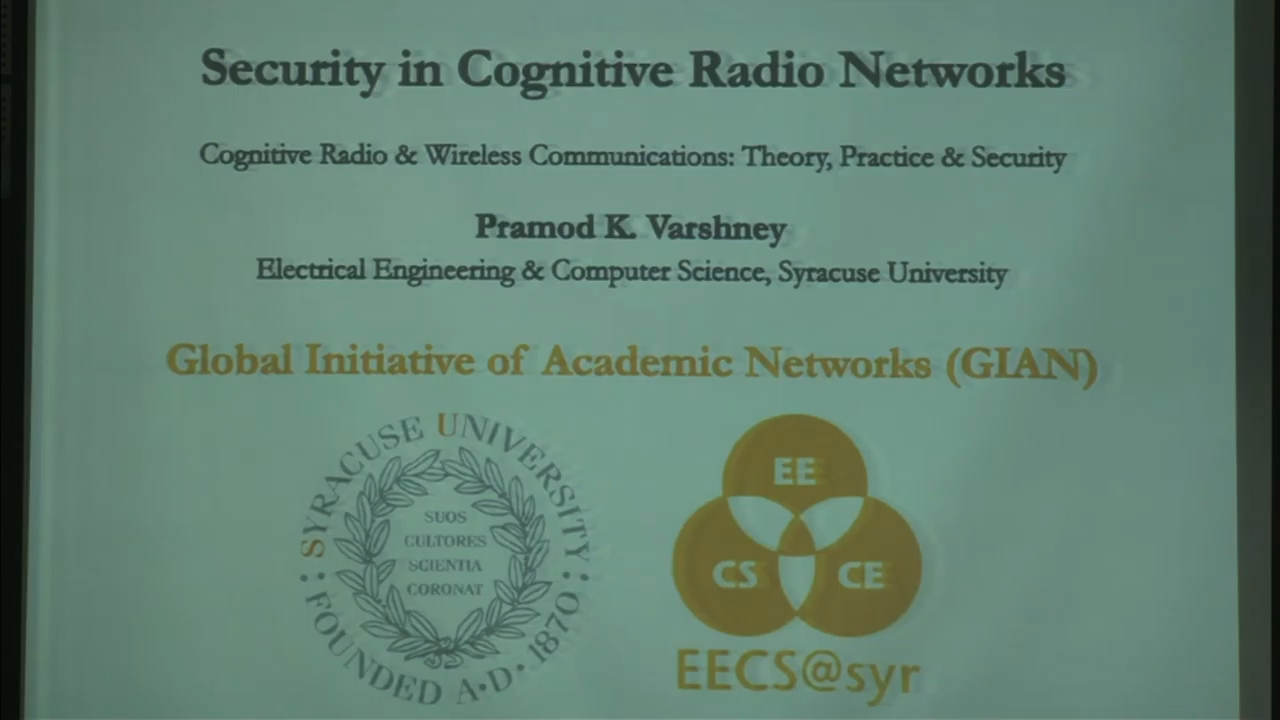 Security in Cognitive Radio Networks
Cognitive Radio & Wireless Communications: Theory, Practice & Security
Pramod K. Varshney
Electrical Engineering & Computer Science, Syracuse University
Global Initiative of Academic Networks (GIAN)
SYRACUSE UNIVERSITY
SUOS
CULTORES
SCIENTIA
CORONAT
: FOUNDED A·D·1870 :
EE
CS CE
EECS@syr